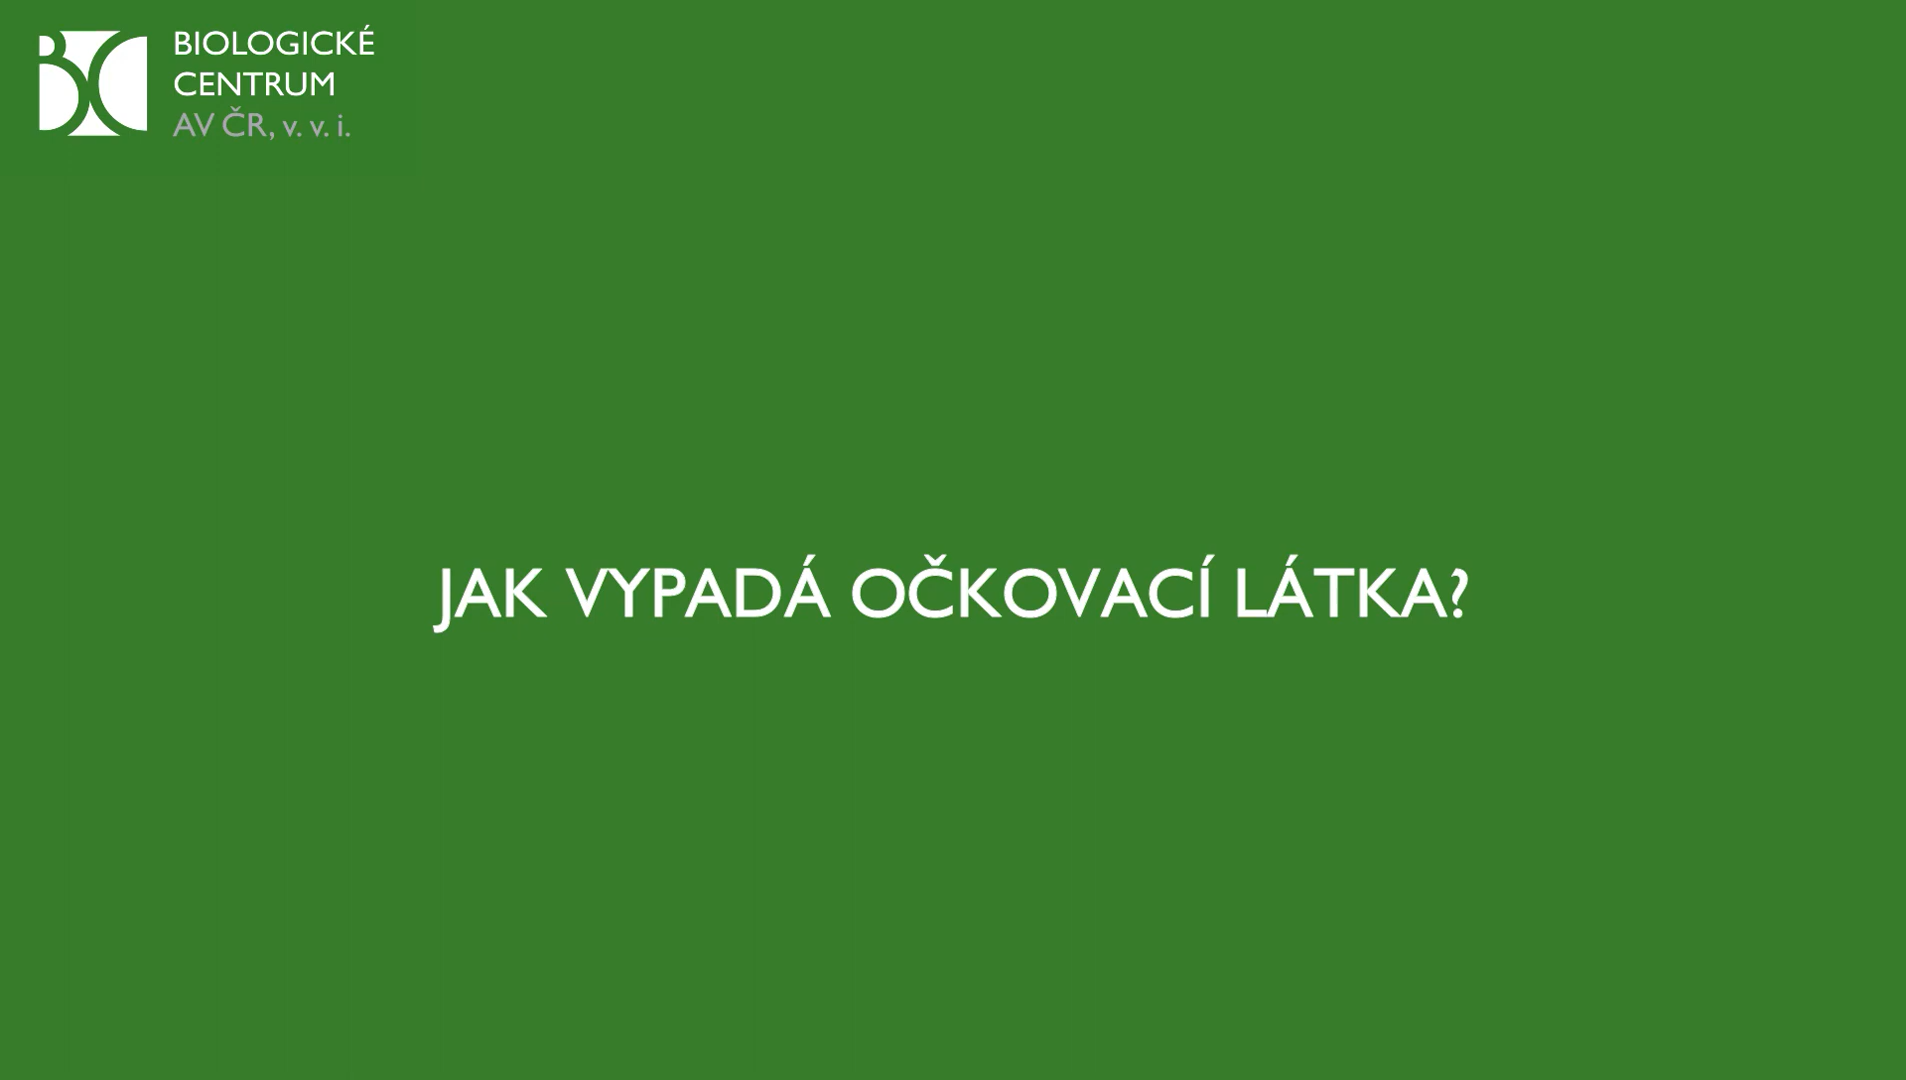 BIOLOGICKÉ
CENTRUM
AV ČR, v. v. i.
JAK VYPADÁ OČKOVACÍ LÁTKA?